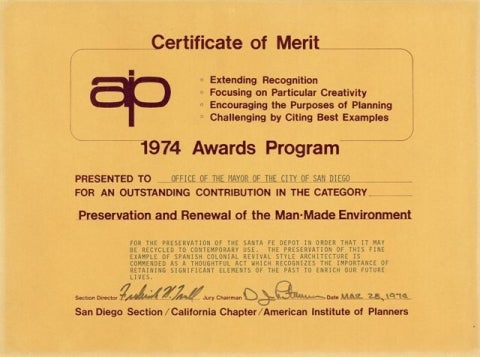 Certificate of Merit
aip
Extending Recognition
Focusing on Particular Creativity
Encouraging the Purposes of Planning
Challenging by Citing Best Examples
1974 Awards Program
PRESENTED TO OFFICE OF THE MAYOR OF THE CITY OF SAN DIEGO
FOR AN OUTSTANDING CONTRIBUTION IN THE CATEGORY
Preservation and Renewal of the Man-Made Environment
FOR THE PRESERVATION OF THE SANTA FE DEPOT IN ORDER THAT IT MAY
BE RECYCLED TO CONTEMPORARY USE. THE PRESERVATION OF THIS FINE
EXAMPLE OF SPANISH COLONIAL REVIVAL STYLE ARCHITECTURE IS
COMMENDED AS A THOUGHTFUL ACT WHICH RECOGNIZES THE IMPORTANCE OF
RETAINING SIGNIFICANT ELEMENTS OF THE PAST TO ENRICH OUR FUTURE
LIVES.
Section Director Jury Chairman Date MAR 28, 1974
San Diego Section / California Chapter / American Institute of Planners